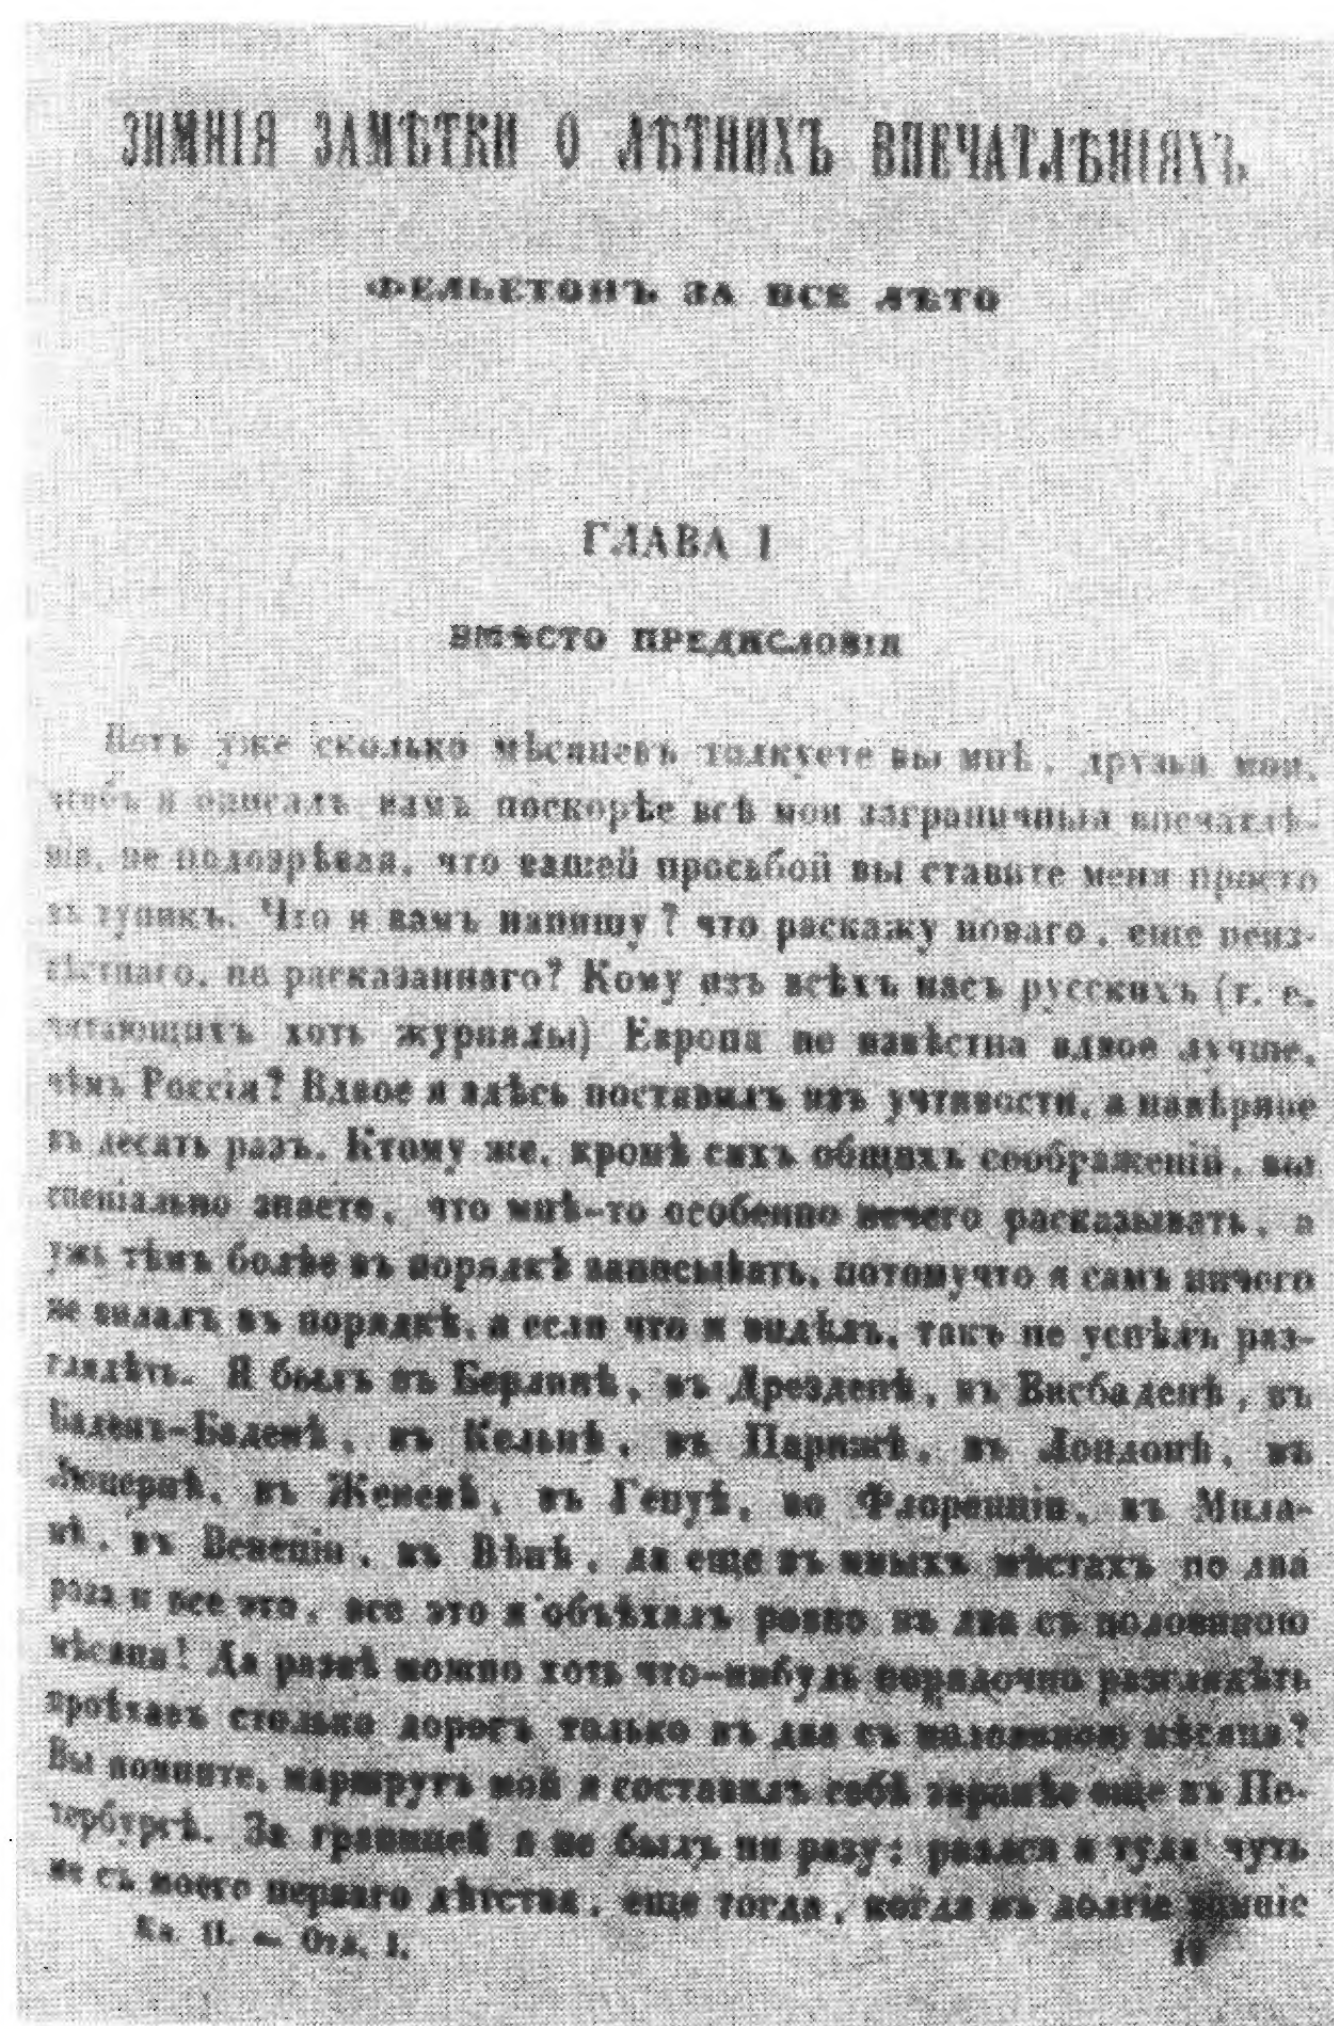 ЗИМНІЯ ЗАМѢТКИ О ЛѢТНИХЪ ВПЕЧАТЛѢНІЯХЪ
ФЕЛЬЕТОНЪ ЗА ВСЕ ЛѢТО
ГЛАВА I
ВМѢСТО ПРЕДИСЛОВІЯ
Вотъ уже сколько мѣсяцевъ толкуете вы мнѣ, друзья мои,
чтобъ я описалъ вамъ поскорѣе всѣ мои заграничныя впечатлѣ-
нія, не подозрѣвая, что вашей просьбой вы ставите меня просто
въ тупикъ. Что я вамъ напишу? что раскажу новаго, еще неиз-
вѣстнаго, не расказаннаго? Кому изъ всѣхъ насъ русскихъ (т. е.
читающихъ хоть журналы) Европа не извѣстна вдвое лучше,
чѣмъ Россія? Вдвое я здѣсь поставилъ изъ учтивости, а навѣрное
въ десять разъ. Ктому же, кромѣ сихъ общихъ соображеній, вы
спеціально знаете, что мнѣ-то особенно нечего расказывать, а
ужь тѣмъ болѣе въ порядкѣ записывать, потомучто я самъ ничего
не видалъ въ порядкѣ, а если что и видѣлъ, такъ не успѣлъ раз-
глядѣть. Я былъ въ Берлинѣ, въ Дрезденѣ, въ Висбаденѣ, въ
Баденъ-Баденѣ, въ Кельнѣ, въ Парижѣ, въ Лондонѣ, въ
Люцернѣ, въ Женевѣ, въ Генуѣ, во Флоренціи, въ Мила-
нѣ, въ Венеціи, въ Вѣнѣ, да еще въ иныхъ мѣстахъ по два
раза и все это, все это я объѣхалъ ровно въ два съ половиною
мѣсяца! Да развѣ можно хоть что-нибудь порядочно разглядѣть
проѣхавъ столько дорогъ только въ два съ половиною мѣсяца?
Вы помните, маршрутъ мой я составилъ себѣ заранѣе еще въ Пе-
тербургѣ. За границей я не былъ ни разу; рвался я туда чуть
не съ моего перваго дѣтства, еще тогда, когда въ долгіе зимніе
Кн. II. — Отд. I.